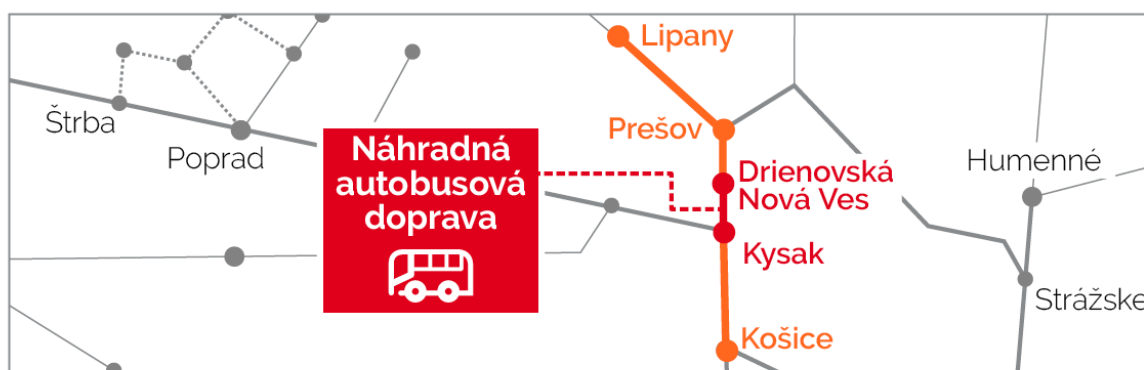 Lipany
Štrba
Prešov
Poprad
Náhradná
autobusová
doprava
Drienovská
Nová Ves
Humenné
Kysak
Strážske
Košice